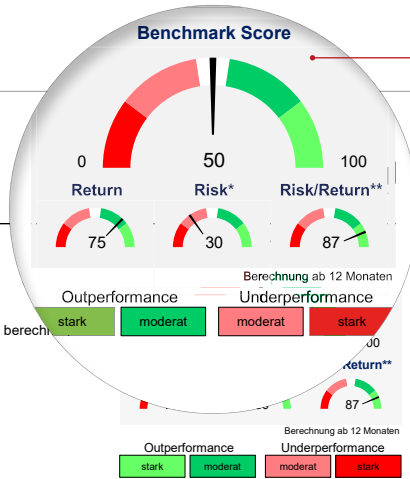 Benchmark Score
0 50 100
Return Risk* Risk/Return**
75 30 87
Berechnung ab 12 Monaten
Outperformance Underperformance
stark moderat moderat stark
berechn
00
Return**
87
Berechnung ab 12 Monaten
Outperformance Underperformance
stark moderat moderat stark